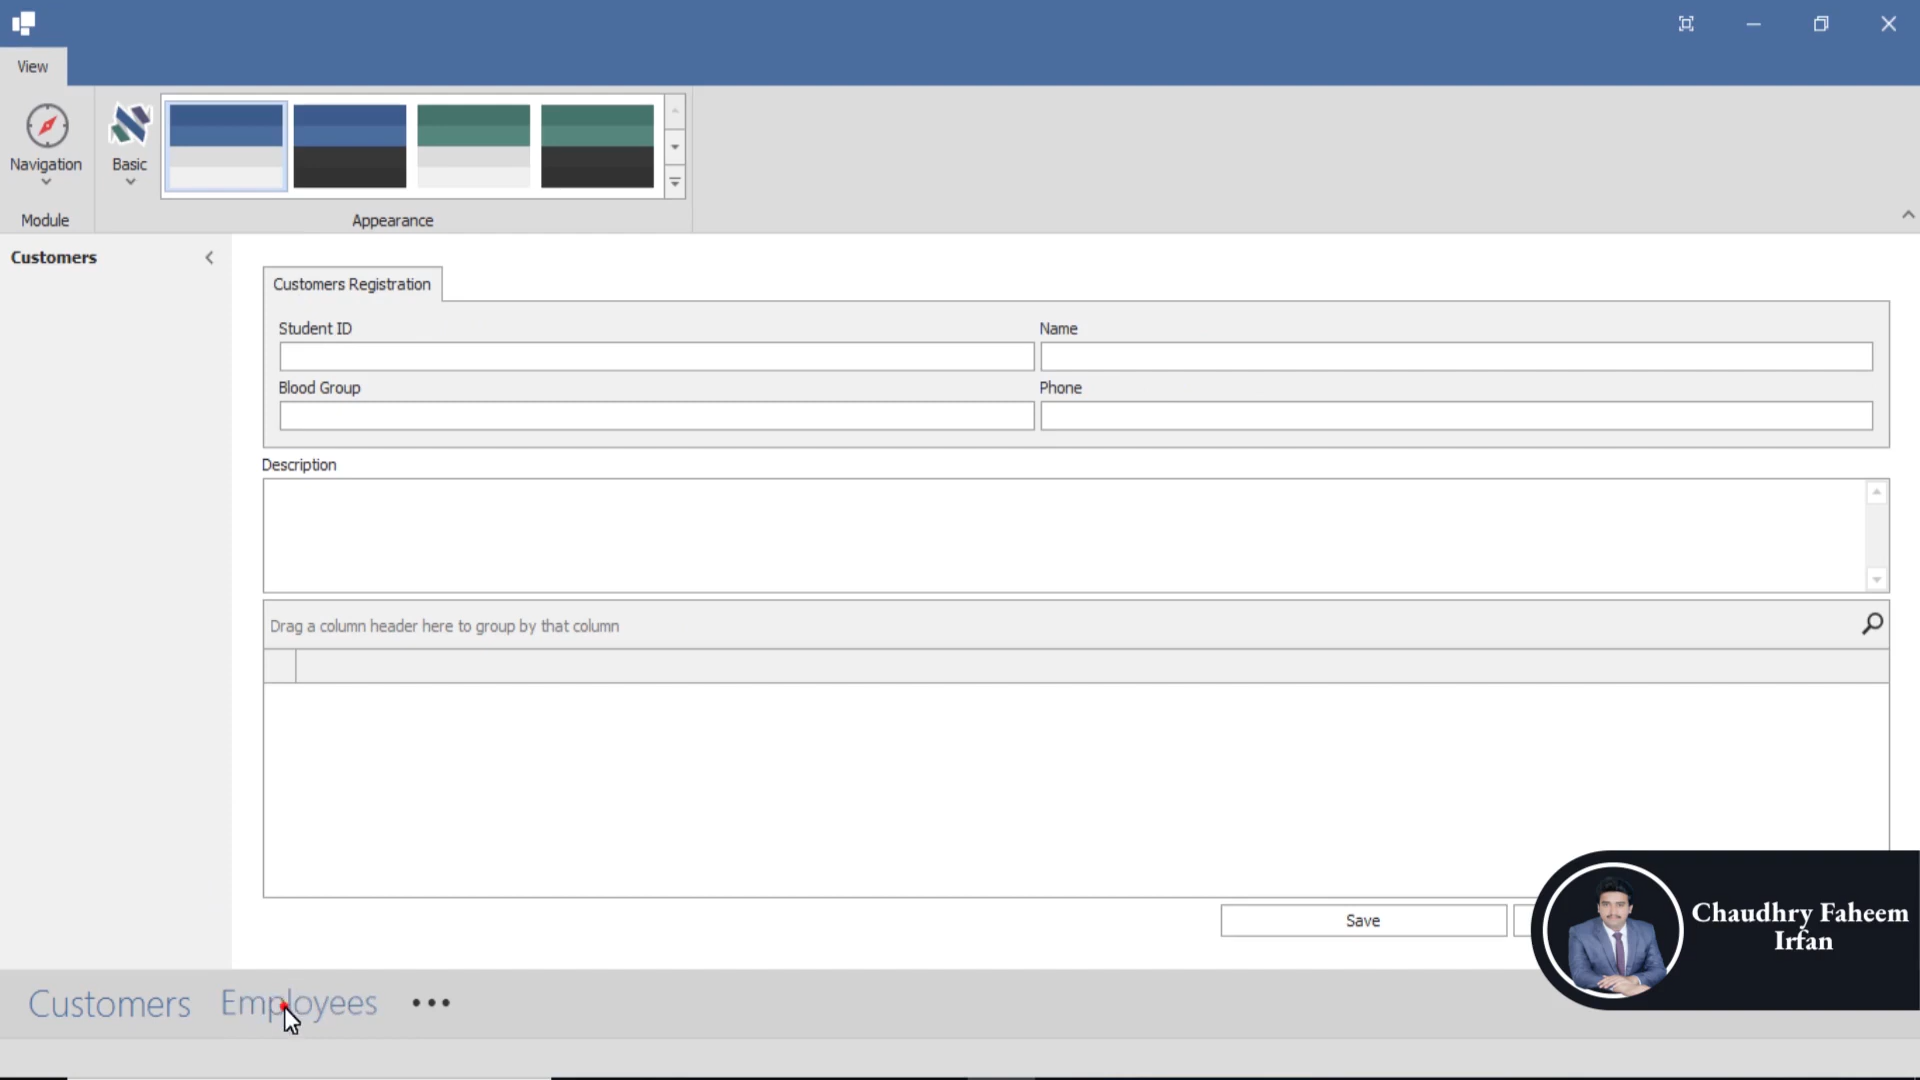 View
Navigation
Basic
Module
Appearance
Customers
Customers Registration
Student ID
Name
Blood Group
Phone
Description
Drag a column header here to group by that column
Save
Chaudhry Faheem
Irfan
Customers
Employees